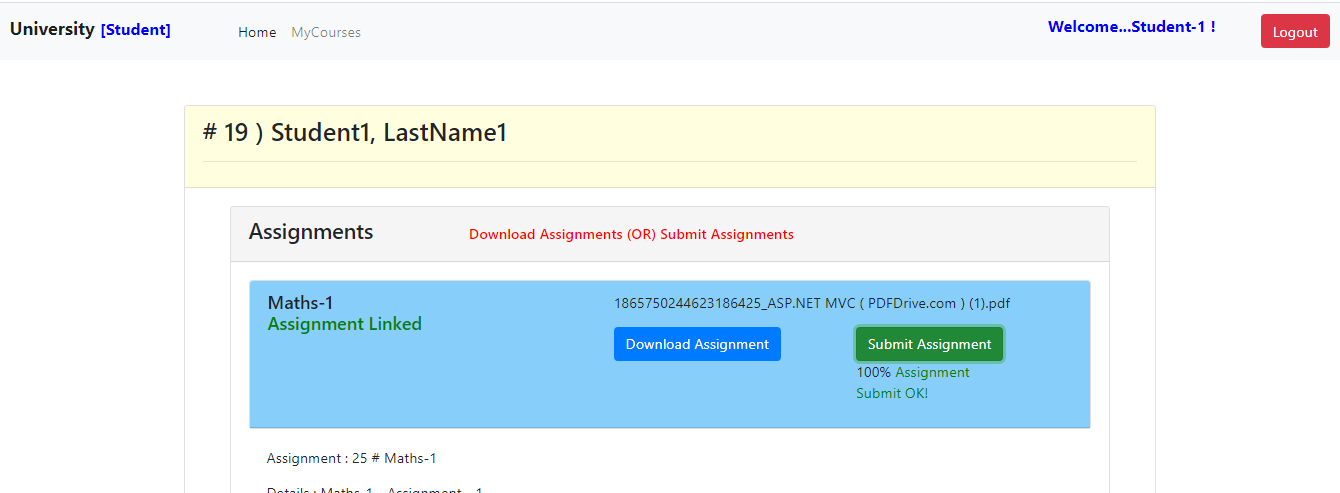 University [Student] Home MyCourses Welcome...Student-1 ! Logout
# 19 ) Student1, LastName1
Assignments Download Assignments (OR) Submit Assignments
Maths-1 1865750244623186425_ASP.NET MVC ( PDFDrive.com ) (1).pdf
Assignment Linked
Download Assignment Submit Assignment
100% Assignment
Submit OK!
Assignment : 25 # Maths-1
Details : Maths-1 - Assignment - 1